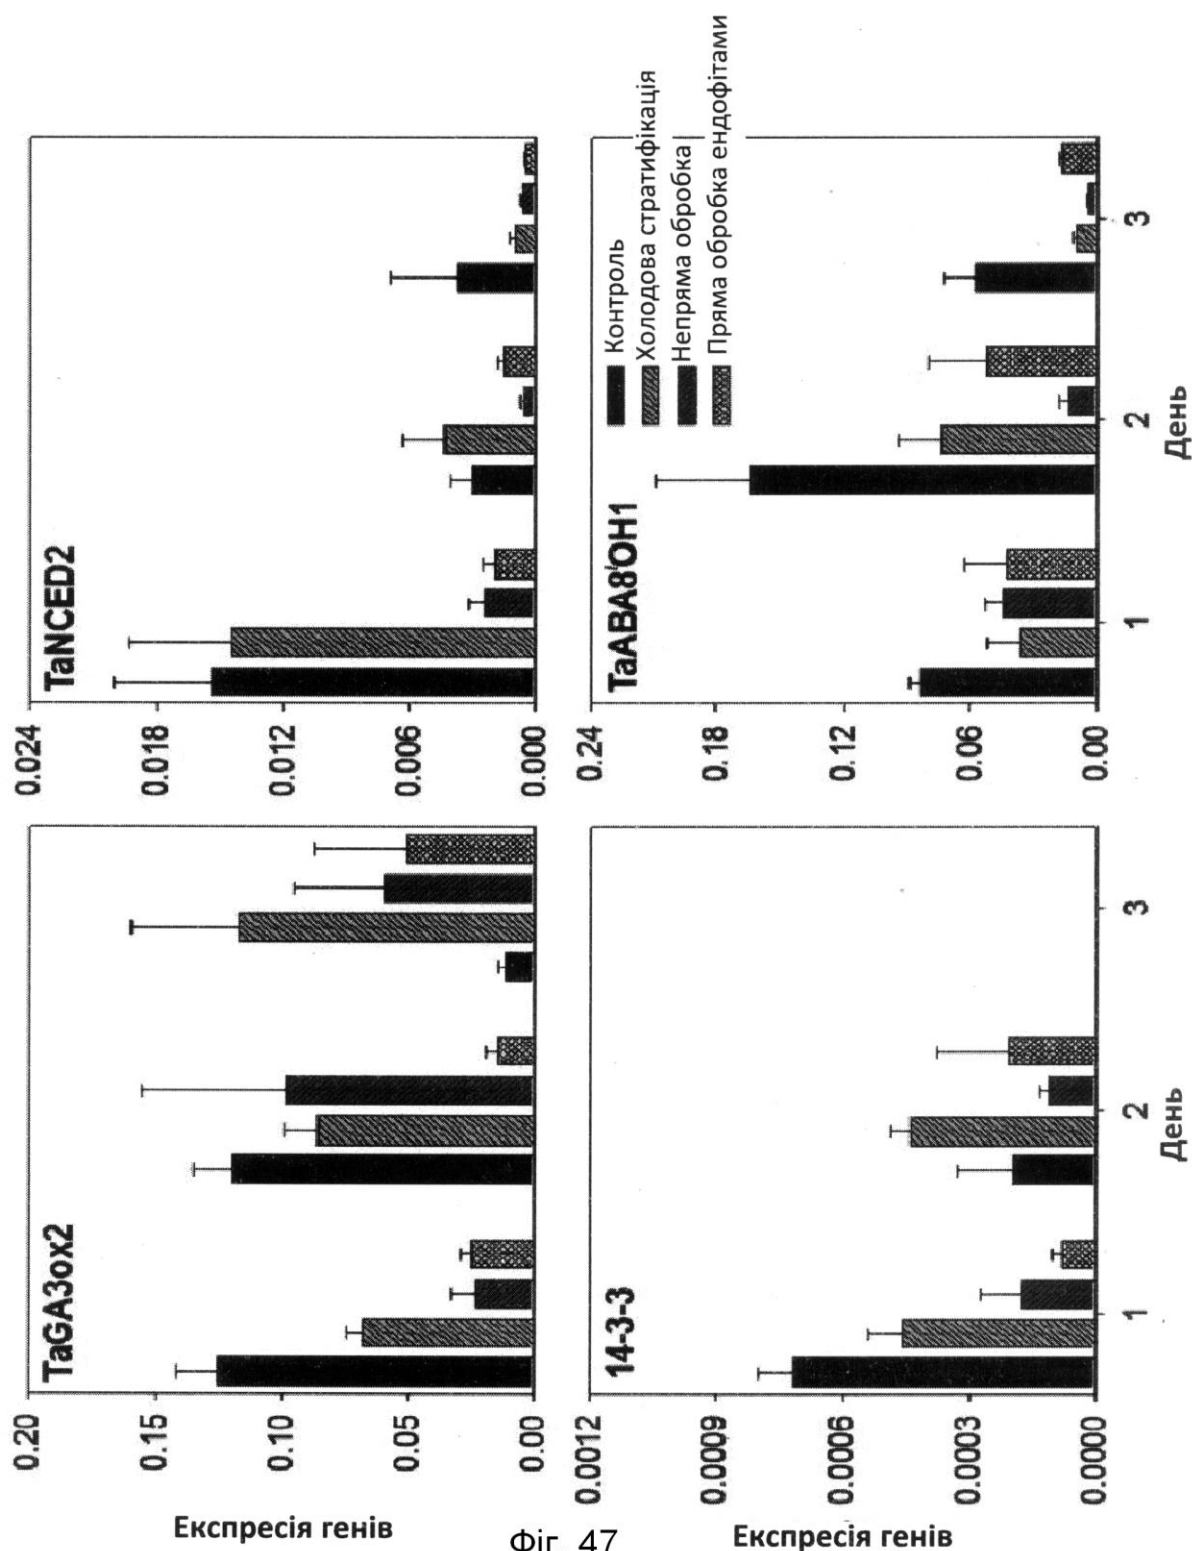 TaGA3ox2
0.20
0.15
0.10
0.05
0.00
TaNCED2
0.024
0.018
0.012
0.006
0.000
Експресія генів
14-3-3
0.0012
0.0009
0.0006
0.0003
0.0000
1
2
3
День
TaABA8'OH1
0.24
0.18
0.12
0.06
0.00
1
2
3
День
Контроль
Холодова стратифікація
Непряма обробка
Пряма обробка ендофітами
Експресія генів
Фіг. 47